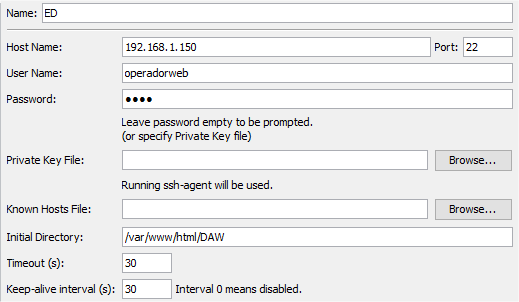 Name: ED
Host Name: 192.168.1.150 Port: 22
User Name: operadorweb
Password: ●●●●
Leave password empty to be prompted.
(or specify Private Key file)
Private Key File: Browse...
Running ssh-agent will be used.
Known Hosts File: Browse...
Initial Directory: /var/www/html/DAW
Timeout (s): 30
Keep-alive interval (s): 30 Interval 0 means disabled.